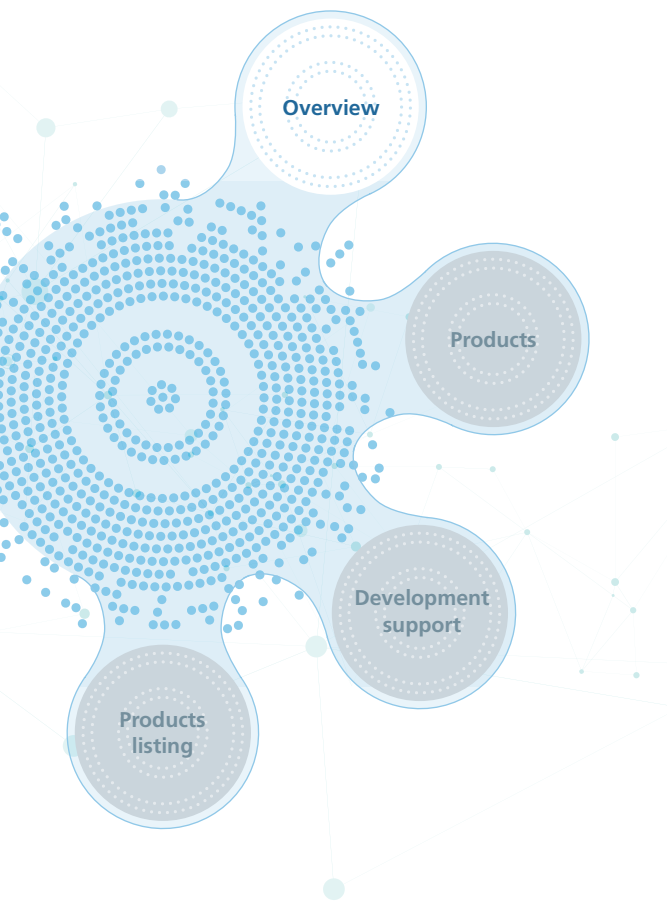 Overview
Products
Development
support
Products
listing